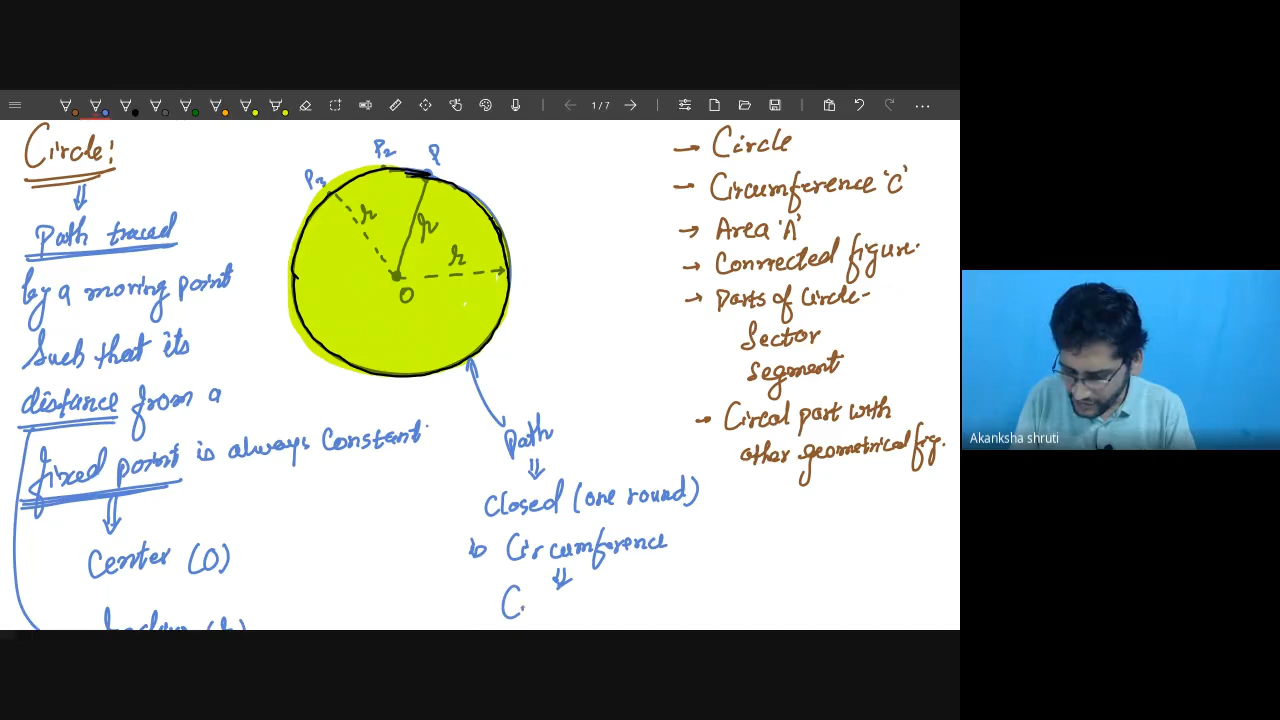 1/7
Circle:
Path traced
by a moving point
Such that its
distance from a
fixed point is always constant.
Center (O)
P
P2
P3
r
r
r
O
Path
Closed (one round)
is Circumference
C
→ Circle
→ Circumference 'C'
→ Area 'A'
→ Connected figure.
→ Parts of Circle-
Sector
Segment
→ Circal part with
other geometrical fig.
Akanksha shruti